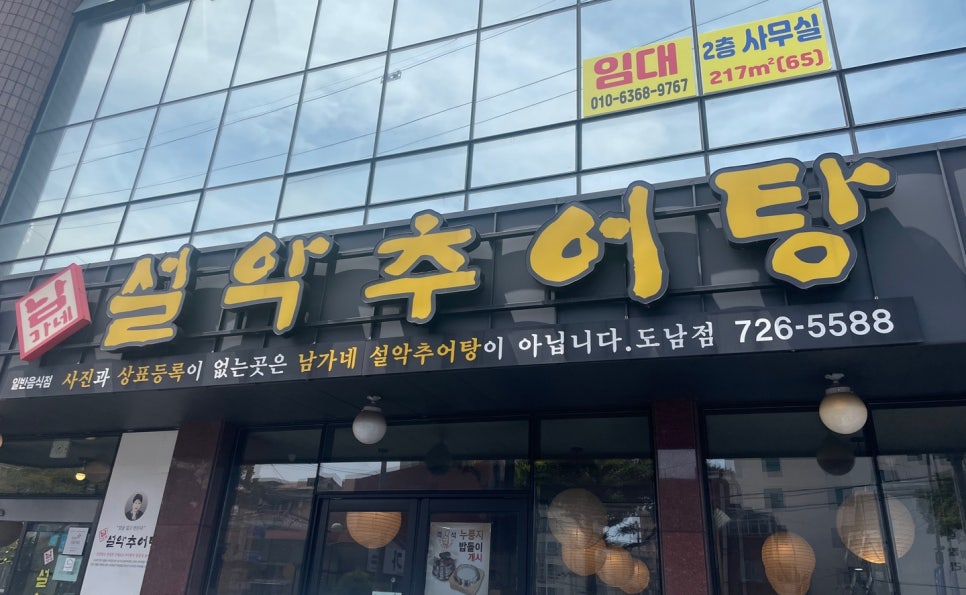 임대
010-6368-9767
2층 사무실
217m²(65)
남
가네
설악추어탕
일반음식점 사진과 상표등록이 없는곳은 남가네 설악추어탕이 아닙니다.도남점 726-5588
설악추어탕
누룽지
밥들이
개시